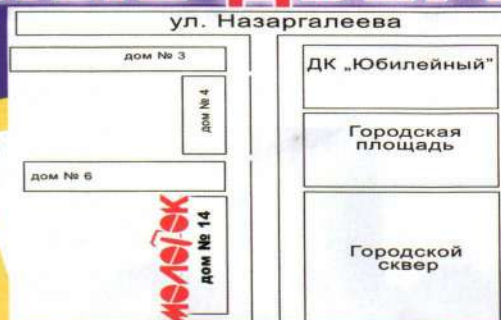 ул. Назаргалеева
дом № 3
ДК „Юбилейный"
дом № 4
Городская
площадь
дом № 6
МОЛОТОК
дом № 14
Городской
сквер